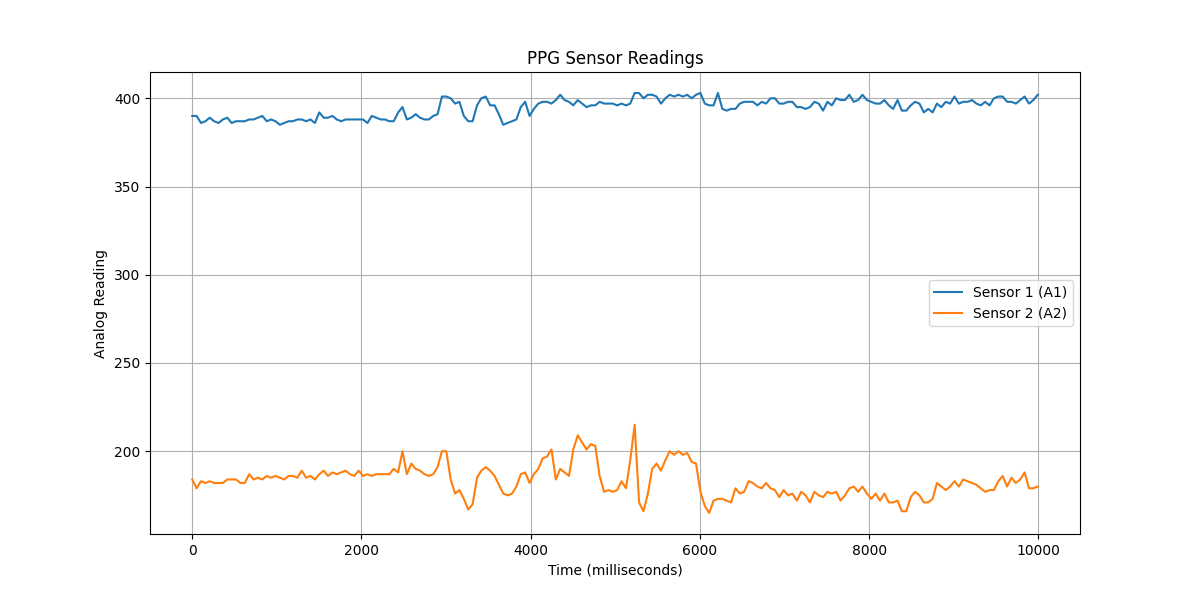 PPG Sensor Readings
Analog Reading
400
350
300
250
200
Sensor 1 (A1)
Sensor 2 (A2)
0 2000 4000 6000 8000 10000
Time (milliseconds)